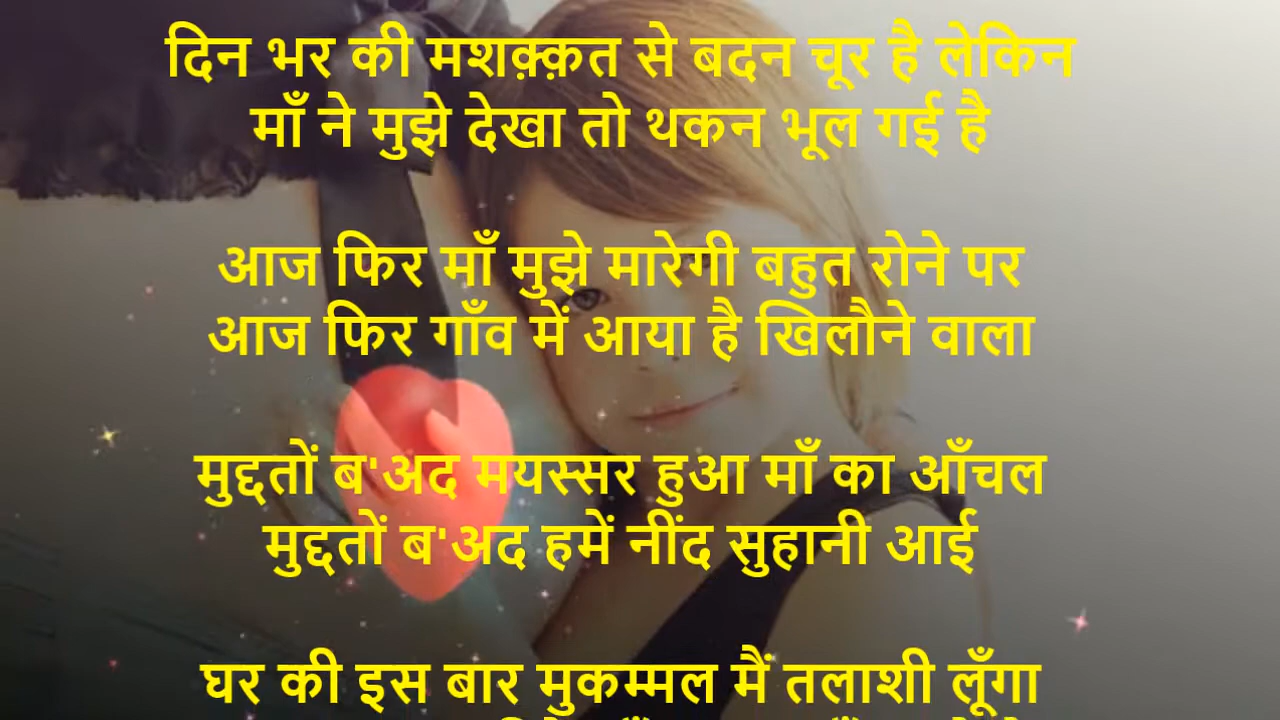 दिन भर की मशक़्क़त से बदन चूर है लेकिन
माँ ने मुझे देखा तो थकन भूल गई है
आज फिर माँ मुझे मारेगी बहुत रोने पर
आज फिर गाँव में आया है खिलौने वाला
मुद्दतों ब'अद मयस्सर हुआ माँ का आँचल
मुद्दतों ब'अद हमें नींद सुहानी आई
घर की इस बार मुकम्मल मैं तलाशी लूँगा